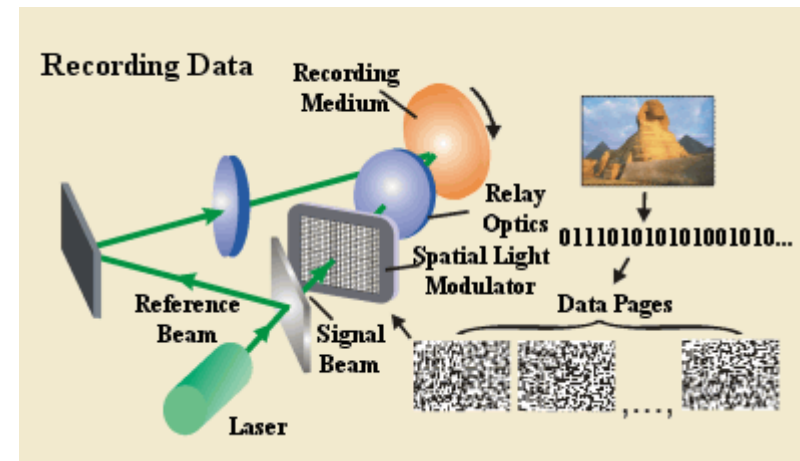 Recording Data
Recording
Medium
Relay
Optics
011101010101001010...
Spatial Light
Modulator
Data Pages
Reference
Beam
Signal
Beam
, ... ,
Laser